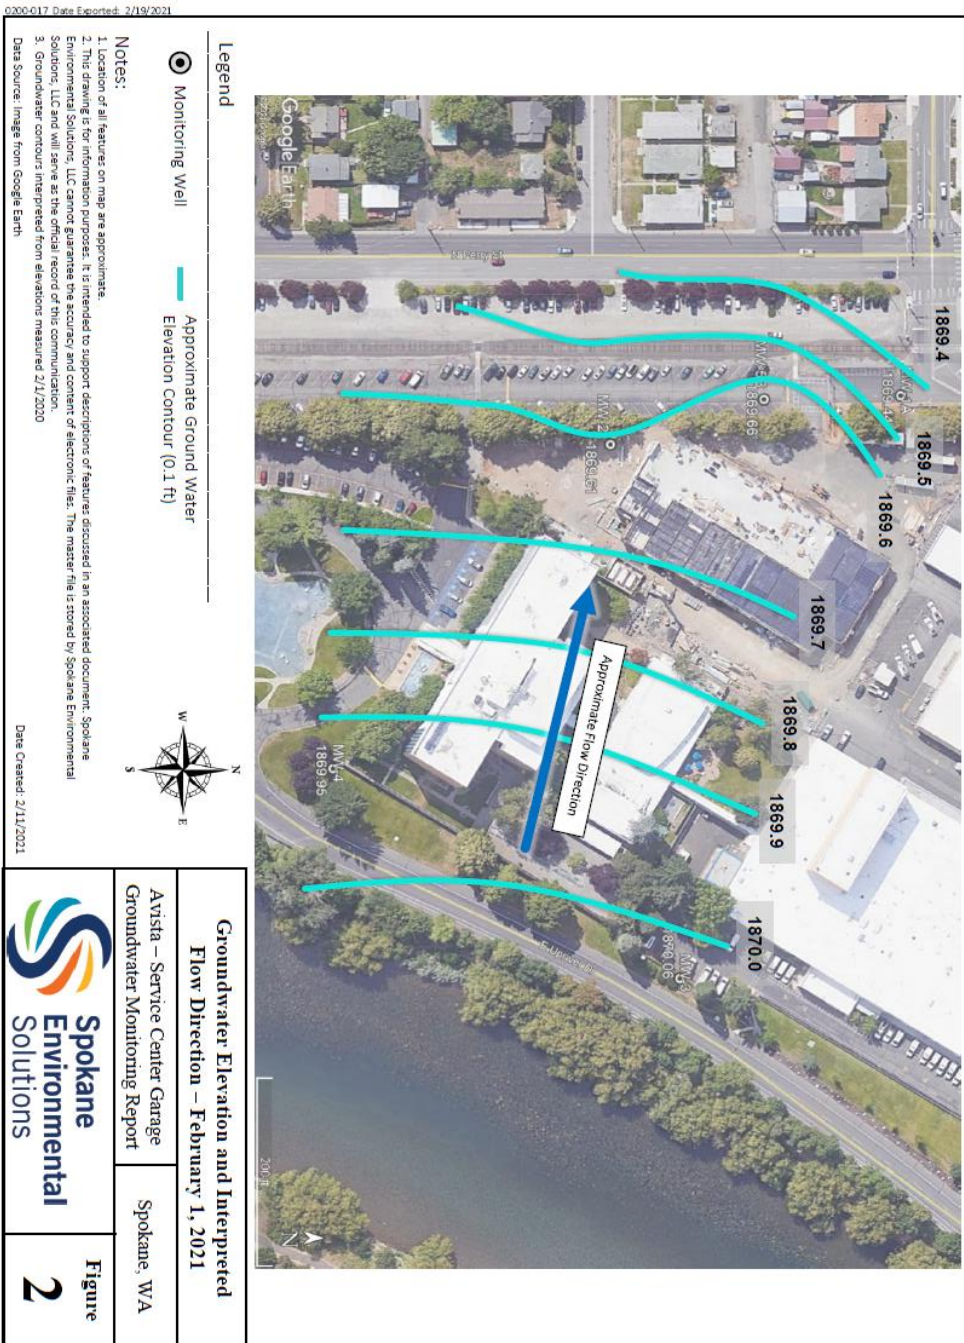 0200-017 Date Exported: 2/19/2021
Legend
Monitoring Well
Approximate Ground Water
Elevation Contour (0.1 ft)
Notes:
1. Location of all features on map are approximate.
2. This drawing is for information purposes. It is intended to support descriptions of features discussed in an associated document. Spokane
Environmental Solutions, LLC cannot guarantee the accuracy and content of electronic files. The master file is stored by Spokane Environmental
Solutions, LLC and will serve as the official record of this communication.
3. Groundwater contours interpreted from elevations measured 2/1/2020
Data Source: Image from Google Earth
Date Created: 2/11/2021
N
W
E
S
Google Earth
1869.4
1869.5
1869.6
1869.7
1869.8
1869.9
1870.0
MW-2
1869.61
MW-4
1869.95
1870.06
Approximate Flow Direction
200 ft
N
Groundwater Elevation and Interpreted
Flow Direction – February 1, 2021
Avista – Service Center Garage
Groundwater Monitoring Report
Spokane, WA
Spokane
Environmental
Solutions
Figure
2